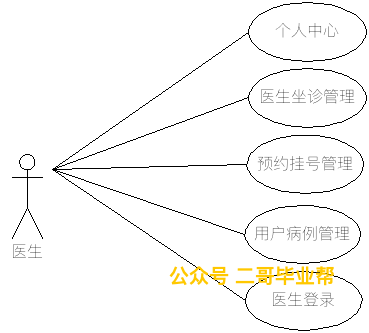 个人中心
医生坐诊管理
预约挂号管理
用户病例管理
医生
公众号 二哥毕业帮
医生登录